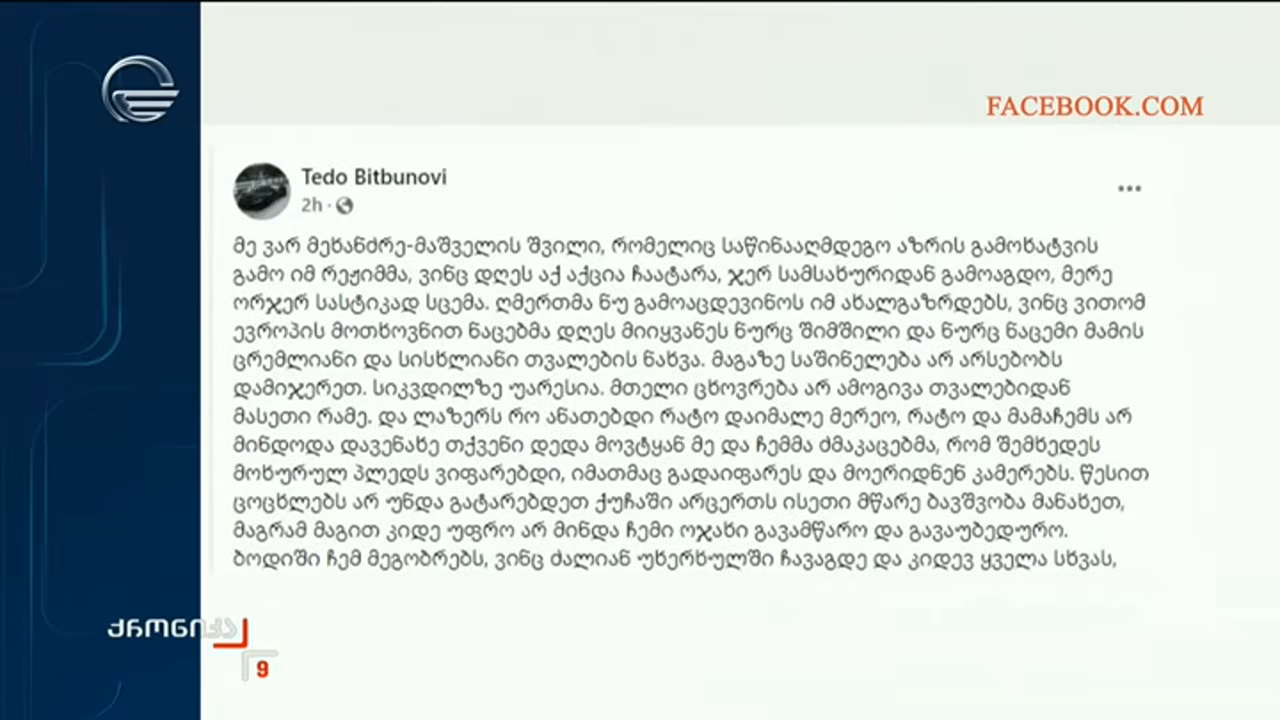 FACEBOOK.COM
Tedo Bitbunovi
2h ·
მე ვარ მეხანძრე-მაშველის შვილი, რომელიც საწინააღმდეგო აზრის გამოხატვის
გამო იმ რეჟიმმა, ვინც დღეს აქ აქცია ჩაატარა, ჯერ სამსახურიდან გამოაგდო, მერე
ორჯერ სასტიკად სცემა. ღმერთმა ნუ გამოაცდევინოს იმ ახალგაზრდებს, ვინც ვითომ
ევროპის მოთხოვნით ნაცებმა დღეს მიიყვანეს ნურც შიმშილი და ნურც ნაცემი მამის
ცრემლიანი და სისხლიანი თვალების ნახვა. მაგაზე საშინელება არ არსებობს
დამიჯერეთ. სიკვდილზე უარესია. მთელი ცხოვრება არ ამოგივა თვალებიდან
მასეთი რამე. და ლაზერს რო ანათებდი რატო დაიმალე მერეო, რატო და მამაჩემს არ
მინდოდა დავენახე თქვენი დედა მოვტყან მე და ჩემმა ძმაკაცებმა, რომ შემხედეს
მოხურულ პლედს ვიფარებდი, იმათმაც გადაიფარეს და მოერიდნენ კამერებს. წესით
ცოცხლებს არ უნდა გატარებდეთ ქუჩაში არცერთს ისეთი მწარე ბავშვობა მანახეთ,
მაგრამ მაგით კიდე უფრო არ მინდა ჩემი ოჯახი გავამწარო და გავაუბედურო.
ბოდიში ჩემ მეგობრებს, ვინც ძალიან უხერხულში ჩავაგდე და კიდევ ყველა სხვას,
ქრონიკა
9